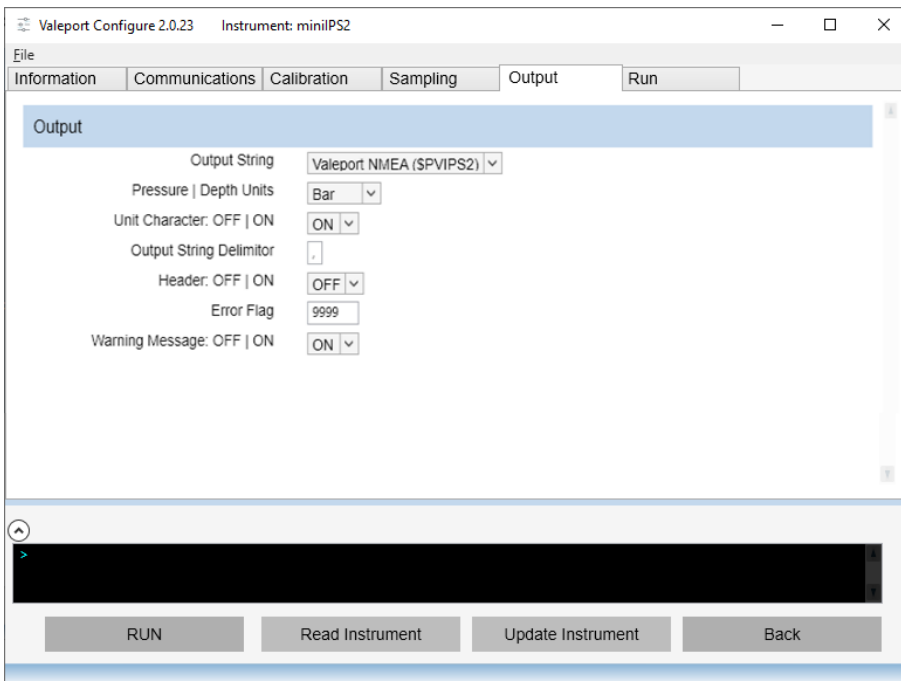 Valeport Configure 2.0.23 Instrument: miniIPS2
File
Information Communications Calibration Sampling Output Run
Output
Output String Valeport NMEA ($PVIPS2)
Pressure | Depth Units Bar
Unit Character: OFF | ON ON
Output String Delimitor ,
Header: OFF | ON OFF
Error Flag 9999
Warning Message: OFF | ON ON
>
RUN Read Instrument Update Instrument Back